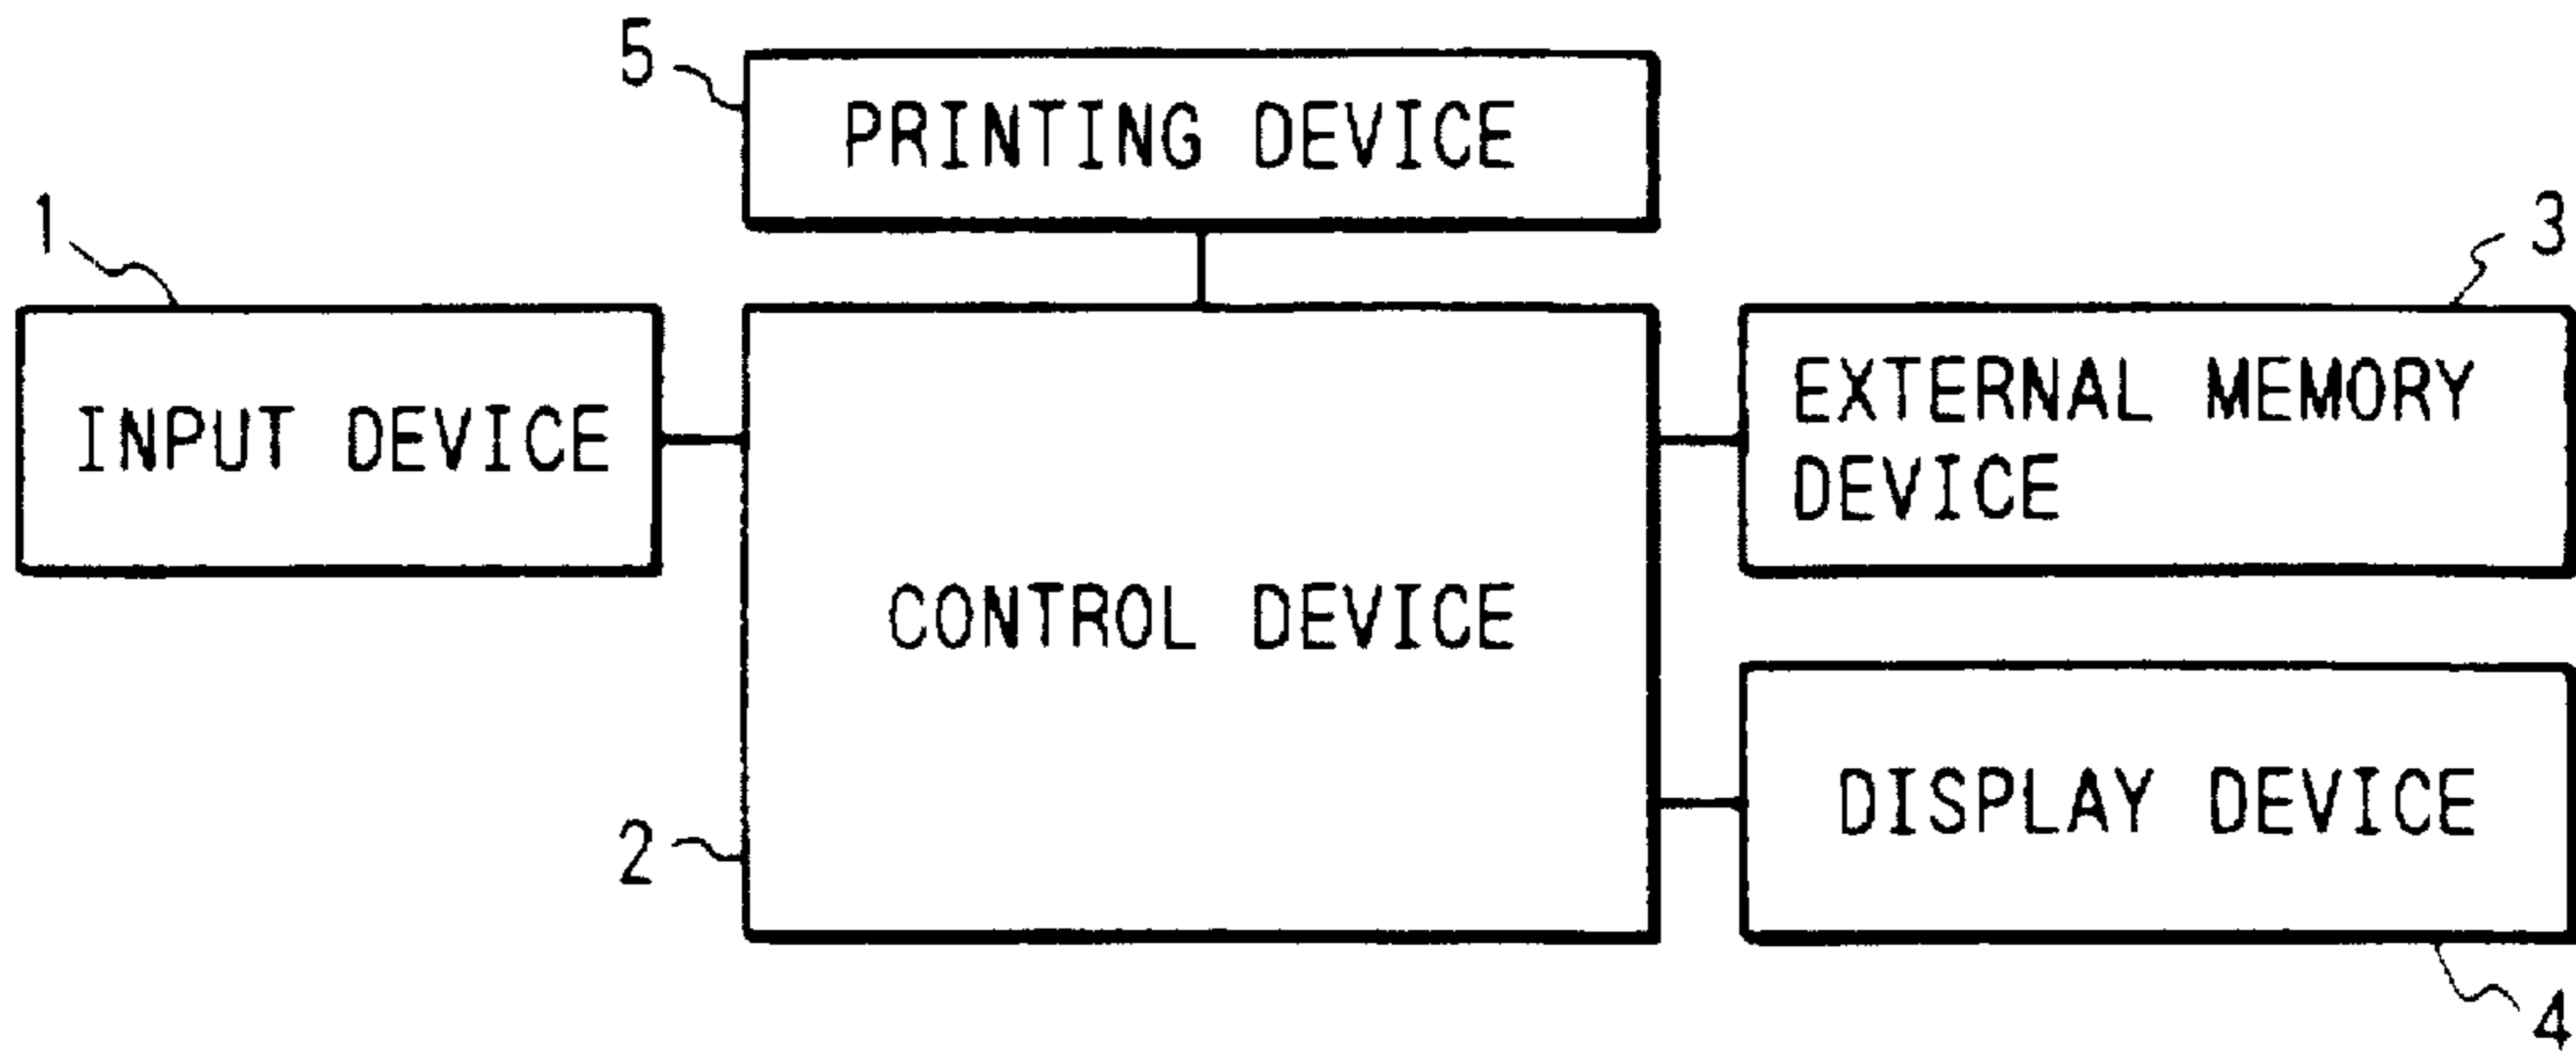 5
PRINTING DEVICE
1
3
INPUT DEVICE
EXTERNAL MEMORY
DEVICE
CONTROL DEVICE
2
DISPLAY DEVICE
4